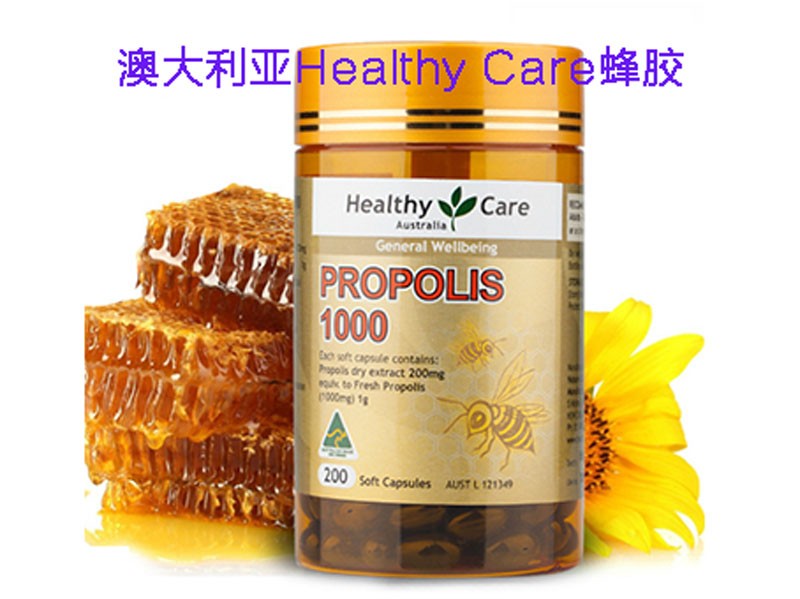 澳大利亚Healthy Care蜂胶
Healthy Care
Australia
General Wellbeing
PROPOLIS
1000
Each soft capsule contains:
Propolis dry extract 200mg
equiv. to Fresh Propolis
(1000mg) 1g
200 Soft Capsules AUST L 121349